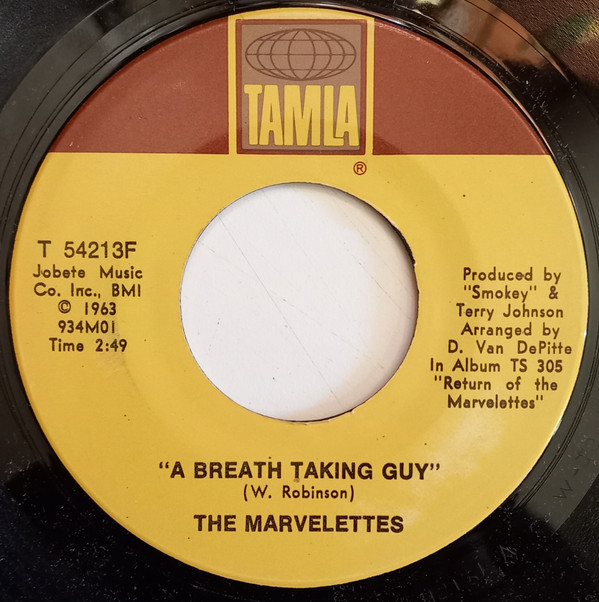 TAMLA
®
T 54213F
Jobete Music
Co. Inc., BMI
© 1963
934M01
Time 2:49
Produced by
"Smokey" &
Terry Johnson
Arranged by
D. Van DePitte
In Album TS 305
"Return of the
Marvelettes"
“A BREATH TAKING GUY”
(W. Robinson)
THE MARVELETTES